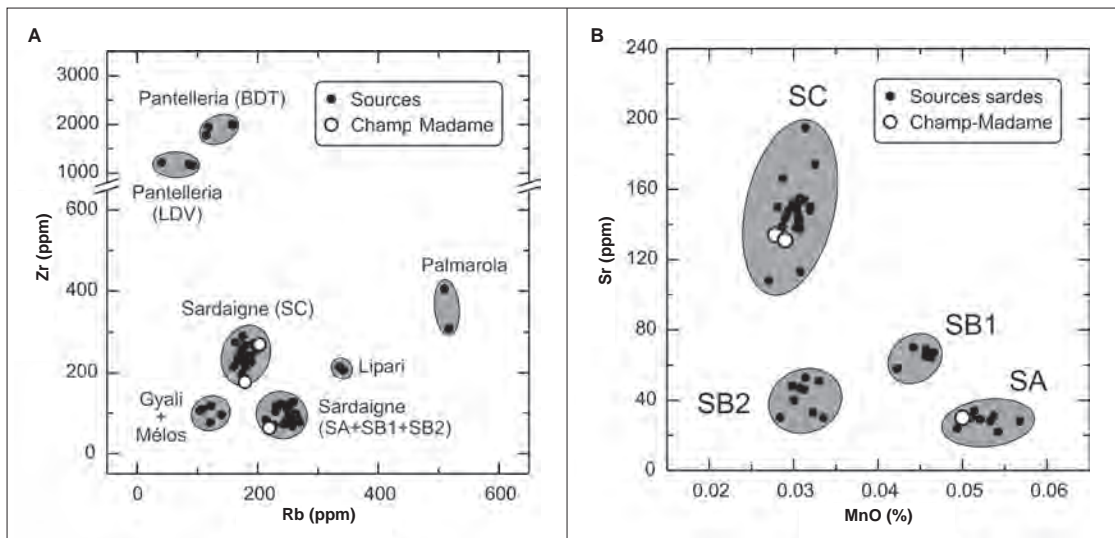 A
3000
2000
1000
600
400
200
0
Zr (ppm)
Pantelleria (BDT)
Sources
Champ Madame
Pantelleria
(LDV)
Palmarola
Sardaigne (SC)
Lipari
Gyali
+
Mélos
Sardaigne
(SA+SB1+SB2)
0 200 400 600
Rb (ppm)
B
240
200
160
120
80
40
0
Sr (ppm)
SC
Sources sardes
Champ-Madame
SB1
SB2
SA
0.02 0.03 0.04 0.05 0.06
MnO (%)